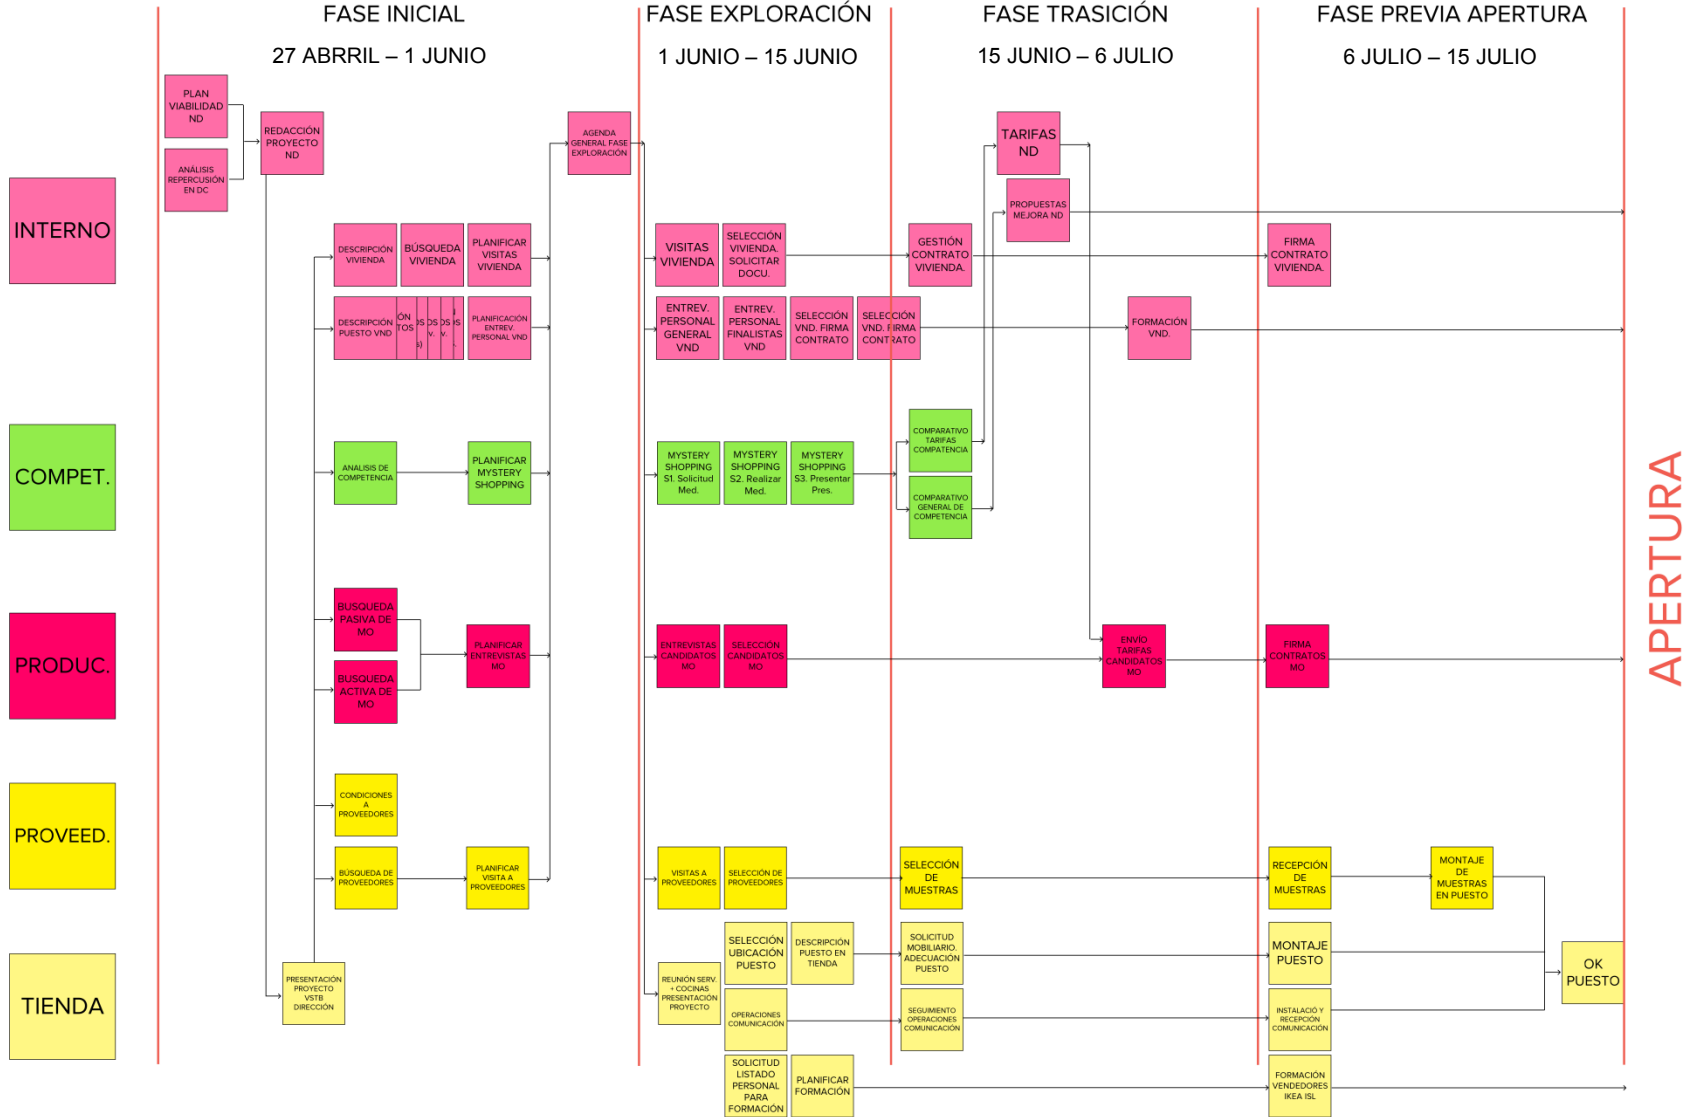 FASE INICIAL
27 ABRRIL – 1 JUNIO
FASE EXPLORACIÓN
1 JUNIO – 15 JUNIO
FASE TRASICIÓN
15 JUNIO – 6 JULIO
FASE PREVIA APERTURA
6 JULIO – 15 JULIO
INTERNO
PLAN
VIABILIDAD
ND
ANÁLISIS
REPERCUSIÓN
EN DC
REDACCIÓN
PROYECTO
ND
AGENDA
GENERAL FASE
EXPLORACIÓN
TARIFAS
ND
PROPUESTAS
MEJORA ND
DESCRIPCIÓN
VIVIENDA
BÚSQUEDA
VIVIENDA
PLANIFICAR
VISITAS
VIVIENDA
VISITAS
VIVIENDA
SELECCIÓN
VIVIENDA.
SOLICITAR
DOCU.
GESTIÓN
CONTRATO
VIVIENDA.
FIRMA
CONTRATO
VIVIENDA.
DESCRIPCIÓN
PUESTO VND
PLANIFICACIÓN
ENTREV.
PERSONAL VND
ENTREV.
PERSONAL
GENERAL
VND
ENTREV.
PERSONAL
FINALISTAS
VND
SELECCIÓN
VND. FIRMA
CONTRATO
SELECCIÓN
VND. FIRMA
CONTRATO
FORMACIÓN
VND.
COMPET.
ANALISIS DE
COMPETENCIA
PLANIFICAR
MYSTERY
SHOPPING
MYSTERY
SHOPPING
S1. Solicitud
Med.
MYSTERY
SHOPPING
S2. Realizar
Med.
MYSTERY
SHOPPING
S3. Presentar
Pres.
COMPARATIVO
TARIFAS
COMPATENCIA
COMPARATIVO
GENERAL DE
COMPETENCIA
PRODUC.
BUSQUEDA
PASIVA DE
MO
BUSQUEDA
ACTIVA DE
MO
PLANIFICAR
ENTREVISTAS
MO
ENTREVISTAS
CANDIDATOS
MO
SELECCIÓN
CANDIDATOS
MO
ENVIO
TARIFAS
CANDIDATOS
MO
FIRMA
CONTRATOS
MO
PROVEED.
CONDICIONES
A
PROVEEDORES
BÚSQUEDA DE
PROVEEDORES
PLANIFICAR
VISITA A
PROVEEDORES
VISITAS A
PROVEEDORES
SELECCIÓN DE
PROVEEDORES
SELECCIÓN
DE
MUESTRAS
RECEPCIÓN
DE
MUESTRAS
MONTAJE
DE
MUESTRAS
EN PUESTO
TIENDA
PRESENTACIÓN
PROYECTO
VSTB
DIRECCIÓN
REUNIÓN SERV.
+ COCINAS
PRESENTACIÓN
PROYECTO
SELECCIÓN
UBICACIÓN
PUESTO
DESCRIPCIÓN
PUESTO EN
TIENDA
SOLICITUD
MOBILIARIO.
ADECUACIÓN
PUESTO
MONTAJE
PUESTO
OK
PUESTO
OPERACIONES
COMUNICACIÓN
SEGUIMIENTO
OPERACIONES
COMUNICACIÓN
INSTALACIÓ Y
RECEPCIÓN
COMUNICACIÓN
SOLICITUD
LISTADO
PERSONAL
PARA
FORMACIÓN
PLANIFICAR
FORMACIÓN
FORMACIÓN
VENDEDORES
IKEA ISL
APERTURA